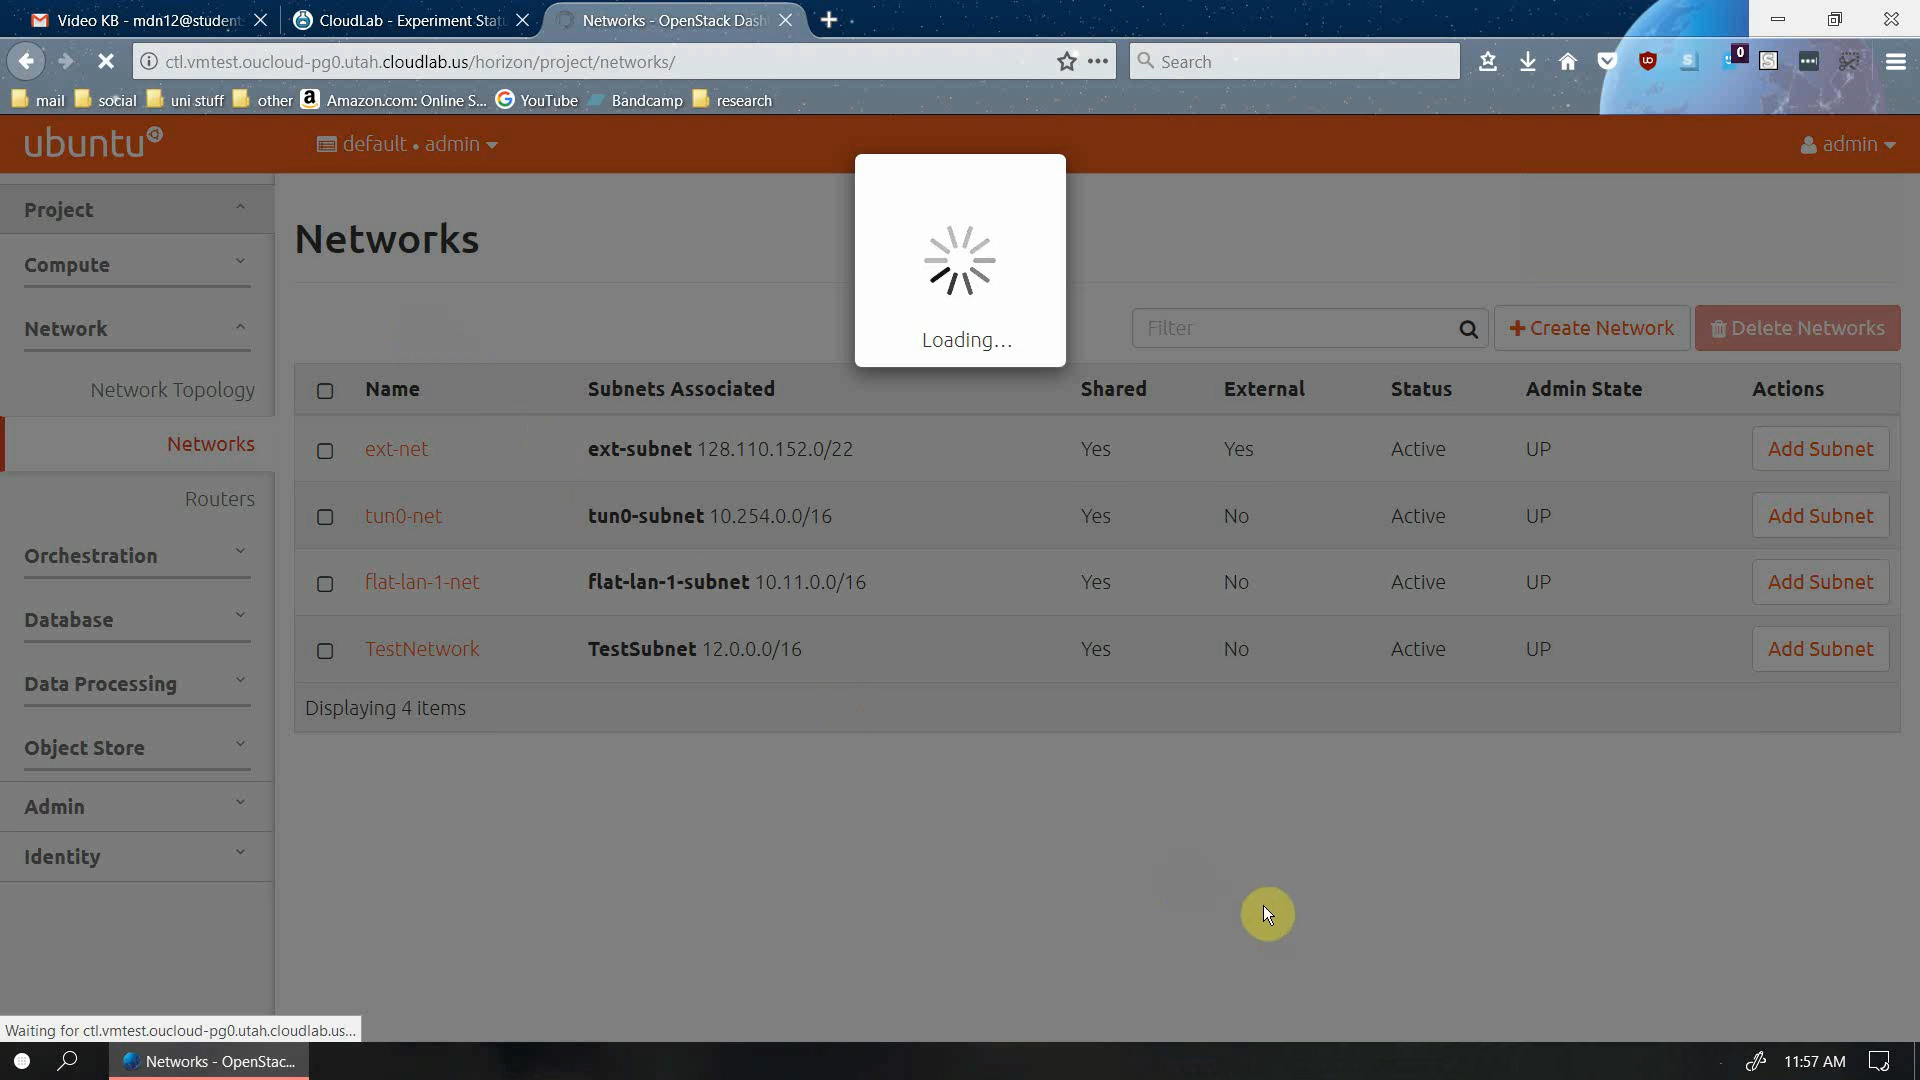 Video KB - mdn12@student
CloudLab - Experiment Stat
Networks - OpenStack Dash
ctl.vmtest.oucloud-pg0.utah.cloudlab.us/horizon/project/networks/
Search
0
mail
social
uni stuff
other
Amazon.com: Online S...
YouTube
Bandcamp
research
ubuntu
default • admin
admin
Project
Compute
Network
Network Topology
Networks
Routers
Orchestration
Database
Data Processing
Object Store
Admin
Identity
Networks
Loading...
Filter
+ Create Network
Delete Networks
Name Subnets Associated Shared External Status Admin State Actions
ext-net ext-subnet 128.110.152.0/22 Yes Yes Active UP Add Subnet
tun0-net tun0-subnet 10.254.0.0/16 Yes No Active UP Add Subnet
flat-lan-1-net flat-lan-1-subnet 10.11.0.0/16 Yes No Active UP Add Subnet
TestNetwork TestSubnet 12.0.0.0/16 Yes No Active UP Add Subnet
Displaying 4 items
Waiting for ctl.vmtest.oucloud-pg0.utah.cloudlab.us...
Networks - OpenStac...
11:57 AM